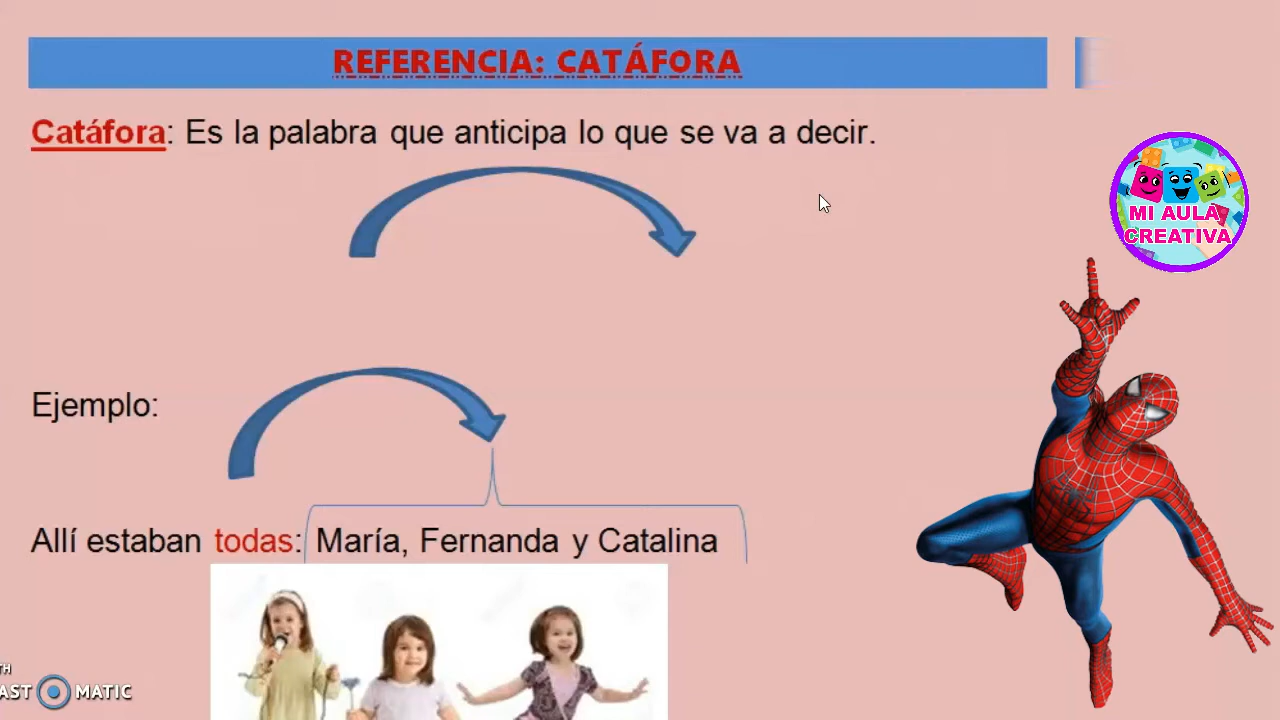 REFERENCIA: CATÁFORA
Catáfora: Es la palabra que anticipa lo que se va a decir.
MI AULA
CREATIVA
Ejemplo:
Allí estaban todas: María, Fernanda y Catalina
TH
AST MATIC